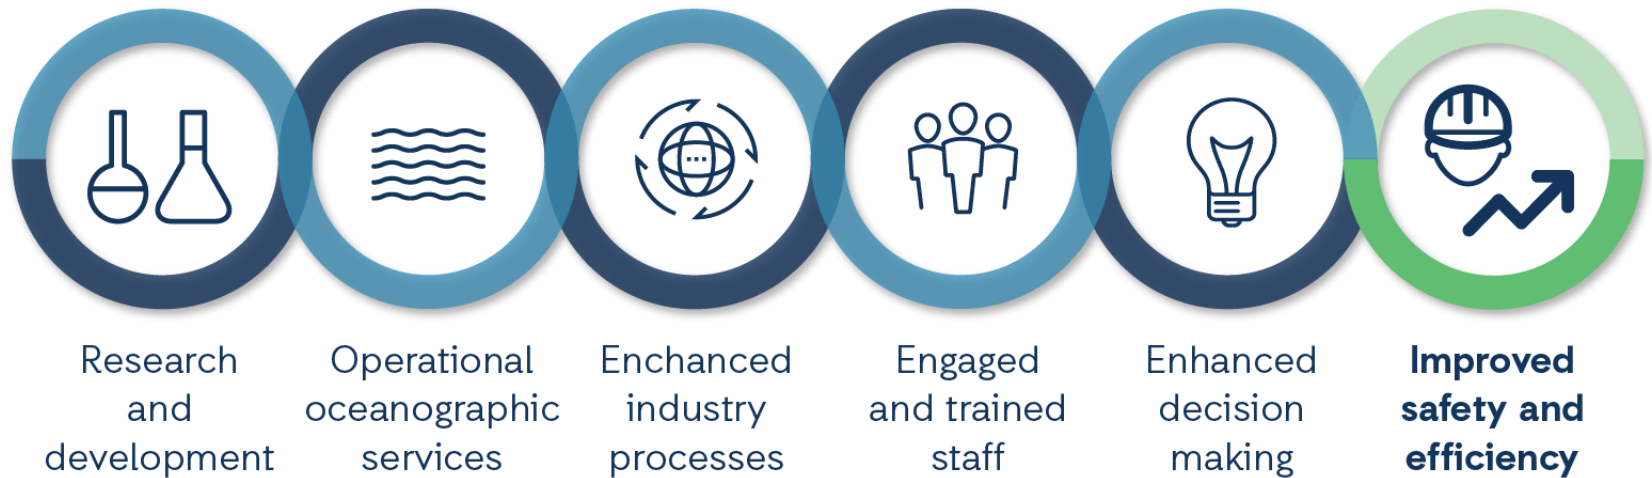 Research
and
development
Operational
oceanographic
services
Enchanced
industry
processes
Engaged
and trained
staff
Enhanced
decision
making
Improved
safety and
efficiency